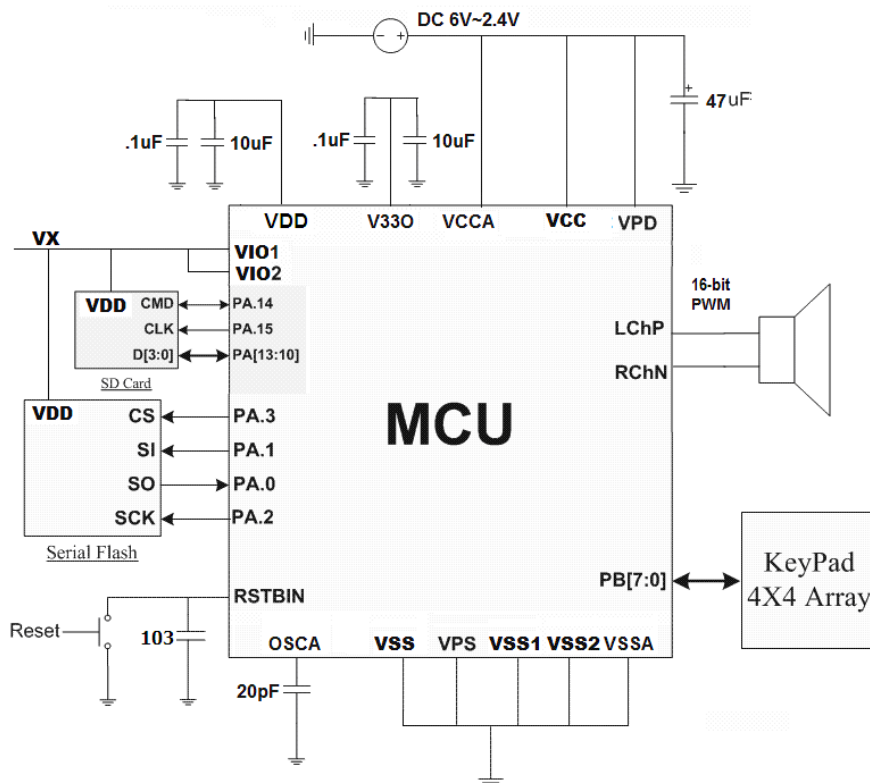 DC 6V~2.4V
47uF
.1uF
10uF
.1uF
10uF
VDD
V33O
VCCA
VCC
VPD
VX
VIO1
VIO2
VDD
CMD
PA.14
CLK
PA.15
D[3:0]
PA[13:10]
SD Card
16-bit
PWM
LChP
RChN
VDD
CS
PA.3
SI
PA.1
SO
PA.0
SCK
PA.2
Serial Flash
MCU
KeyPad
4X4 Array
PB[7:0]
RSTBIN
Reset
103
OSCA
VSS
VPS
VSS1
VSS2
VSSA
20pF